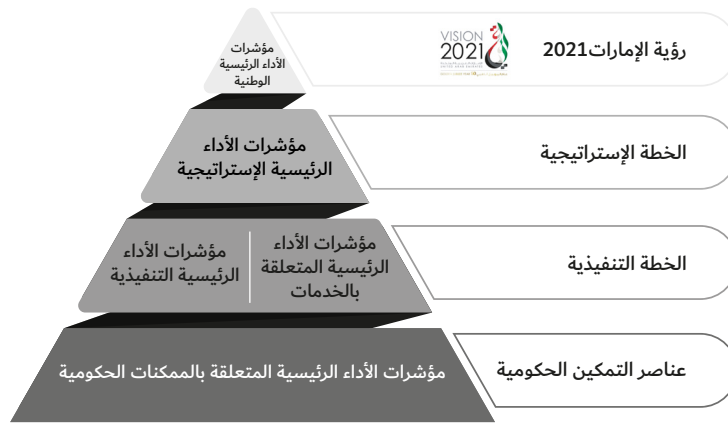 رؤية الإمارات2021
VISION
2021
مؤشرات
الأداء الرئيسية
الوطنية
الخطة الإستراتيجية
مؤشرات الأداء
الرئيسية الإستراتيجية
الخطة التنفيذية
مؤشرات الأداء
الرئيسية المتعلقة
بالخدمات
مؤشرات الأداء
الرئيسية التنفيذية
عناصر التمكين الحكومية
مؤشرات الأداء الرئيسية المتعلقة بالممكنات الحكومية